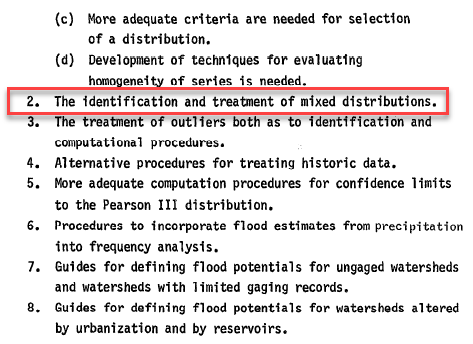 (c) More adequate criteria are needed for selection
of a distribution.
(d) Development of techniques for evaluating
homogeneity of series is needed.
2. The identification and treatment of mixed distributions.
3. The treatment of outliers both as to identification and
computational procedures.
4. Alternative procedures for treating historic data.
5. More adequate computation procedures for confidence limits
to the Pearson III distribution.
6. Procedures to incorporate flood estimates from precipitation
into frequency analysis.
7. Guides for defining flood potentials for ungaged watersheds
and watersheds with limited gaging records.
8. Guides for defining flood potentials for watersheds altered
by urbanization and by reservoirs.